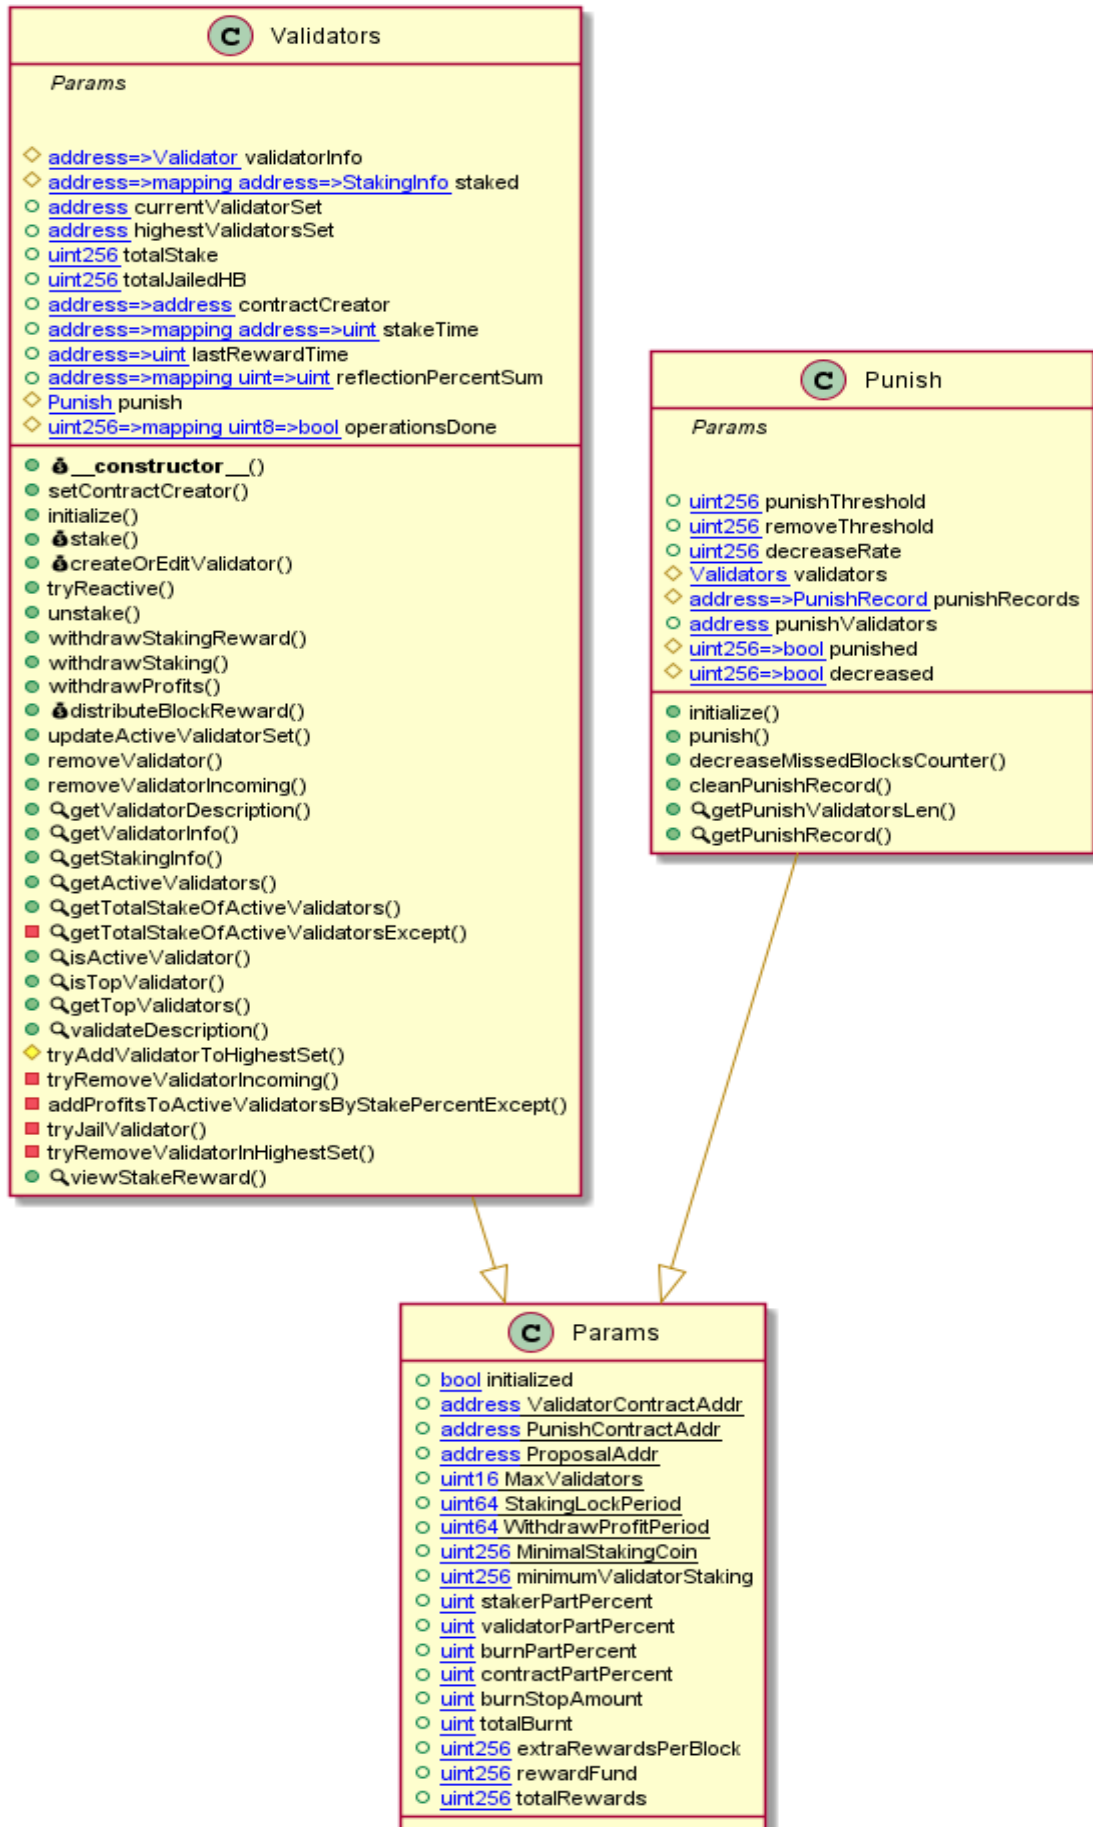 C Validators
Params
address=>Validator validatorInfo
address=>mapping address=>StakingInfo staked
address currentValidatorSet
address highestValidatorsSet
uint256 totalStake
uint256 totalJailedHB
address=>address contractCreator
address=>mapping address=>uint stakeTime
address=>uint lastRewardTime
address=>mapping uint=>uint reflectionPercentSum
Punish punish
uint256=>mapping uint8=>bool operationsDone
__constructor__()
setContractCreator()
initialize()
stake()
createOrEditValidator()
tryReactive()
unstake()
withdrawStakingReward()
withdrawStaking()
withdrawProfits()
distributeBlockReward()
updateActiveValidatorSet()
removeValidator()
removeValidatorIncoming()
getValidatorDescription()
getValidatorInfo()
getStakingInfo()
getActiveValidators()
getTotalStakeOfActiveValidators()
getTotalStakeOfActiveValidatorsExcept()
isActiveValidator()
isTopValidator()
getTopValidators()
validateDescription()
tryAddValidatorToHighestSet()
tryRemoveValidatorIncoming()
addProfitsToActiveValidatorsByStakePercentExcept()
tryJailValidator()
tryRemoveValidatorInHighestSet()
viewStakeReward()
C Punish
Params
uint256 punishThreshold
uint256 removeThreshold
uint256 decreaseRate
Validators validators
address=>PunishRecord punishRecords
address punishValidators
uint256=>bool punished
uint256=>bool decreased
initialize()
punish()
decreaseMissedBlocksCounter()
cleanPunishRecord()
getPunishValidatorsLen()
getPunishRecord()
C Params
bool initialized
address ValidatorContractAddr
address PunishContractAddr
address ProposalAddr
uint16 MaxValidators
uint64 StakingLockPeriod
uint64 WithdrawProfitPeriod
uint256 MinimalStakingCoin
uint256 minimumValidatorStaking
uint stakerPartPercent
uint validatorPartPercent
uint burnPartPercent
uint contractPartPercent
uint burnStopAmount
uint totalBurnt
uint256 extraRewardsPerBlock
uint256 rewardFund
uint256 totalRewards